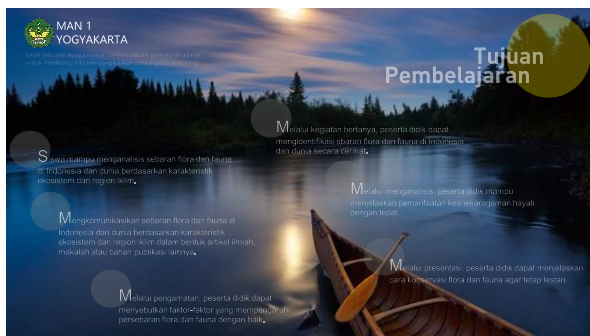 MAN 1
YOGYAKARTA
Tujuan
Pembelajaran
Siswa mampu menganalisis sebaran flora dan fauna
di Indonesia dan dunia berdasarkan karakteristik
ekosistem dan region iklim.
Mengkomunikasikan sebaran flora dan fauna di
Indonesia dan dunia berdasarkan karakteristik
ekosistem dan region iklim dalam bentuk artikel ilmiah,
makalah atau bahan publikasi lainnya.
Melalui pengamatan, peserta didik dapat
menyebutkan faktor-faktor yang mempengaruhi
persebaran flora dan fauna dengan baik.
Melalui kegiatan bertanya, peserta didik dapat
mengidentifikasi sbaran flora dan fauna di Indonesia
dan dunia secara cermat.
Melalui menganalisis, peserta didik mampu
menjelaskan pemanfaatan keanekaragaman hayati
dengan tepat.
Melalui presentasi, peserta didik dapat menjelaskan
cara konservasi flora dan fauna agar tetap lestari.